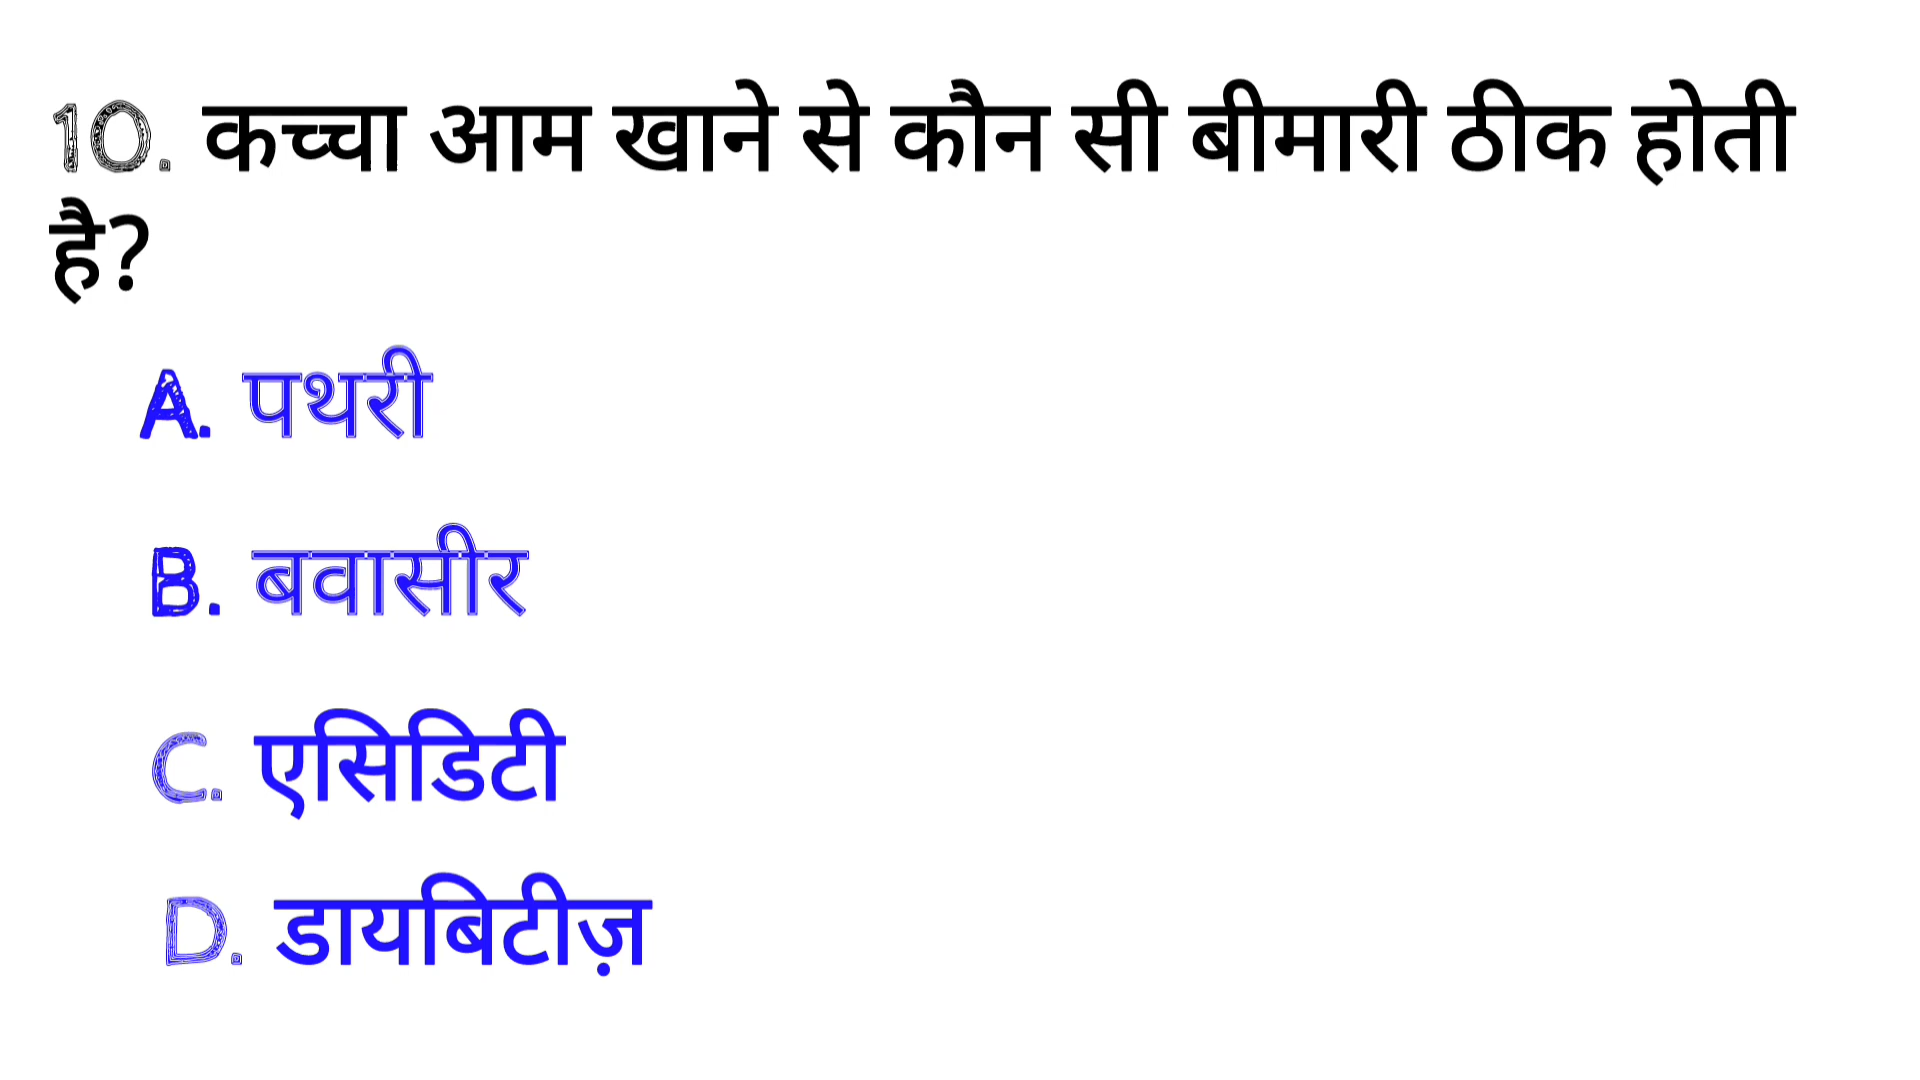 10. कच्चा आम खाने से कौन सी बीमारी ठीक होती
है?
A. पथरी
B. बवासीर
C. एसिडिटी
D. डायबिटीज़